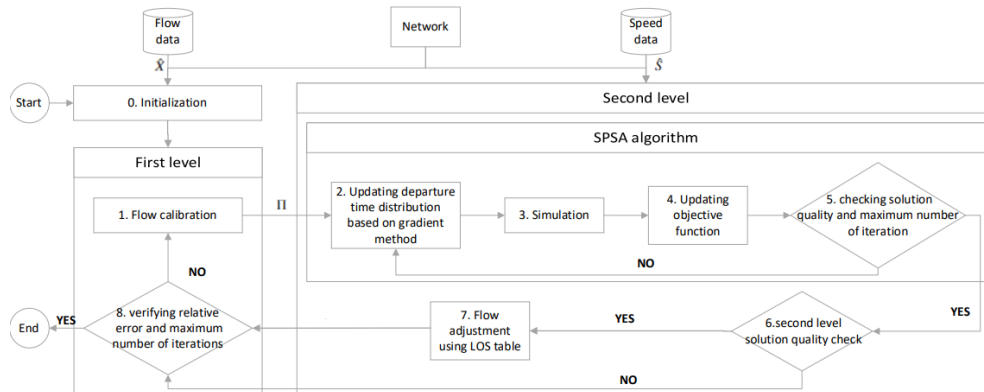 Flow
data
Network
Speed
data
X̂
Ŝ
Start
0. Initialization
Second level
SPSA algorithm
First level
1. Flow calibration
Π
2. Updating departure
time distribution
based on gradient
method
3. Simulation
4. Updating
objective
function
5. checking solution
quality and maximum number
of iteration
NO
NO
YES
End
YES
8. verifying relative
error and maximum
number of iterations
7. Flow
adjustment
using LOS table
YES
6.second level
solution quality check
NO